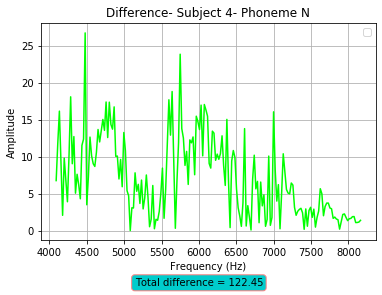 Difference- Subject 4- Phoneme N
Amplitude
25
20
15
10
5
0
4000 4500 5000 5500 6000 6500 7000 7500 8000
Frequency (Hz)
Total difference = 122.45